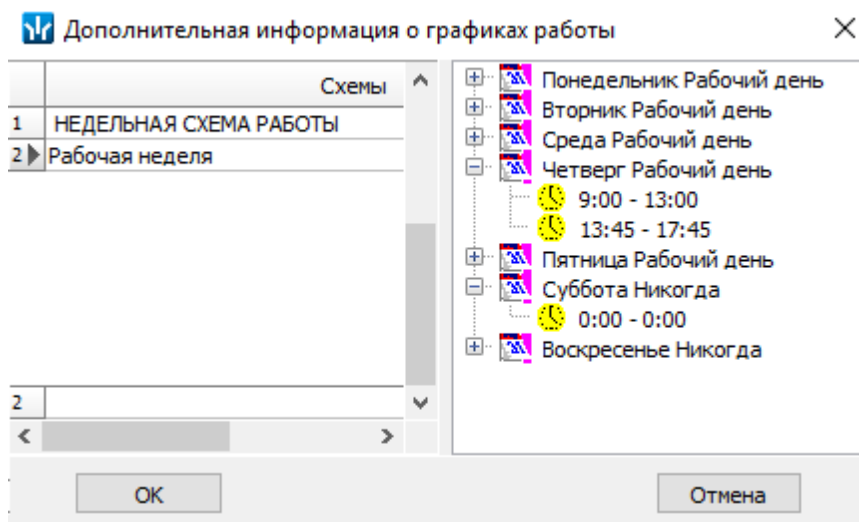 Дополнительная информация о графиках работы
Схемы
1 НЕДЕЛЬНАЯ СХЕМА РАБОТЫ
2 Рабочая неделя
2
Понедельник Рабочий день
Вторник Рабочий день
Среда Рабочий день
Четверг Рабочий день
9:00 - 13:00
13:45 - 17:45
Пятница Рабочий день
Суббота Никогда
0:00 - 0:00
Воскресенье Никогда
ОК
Отмена